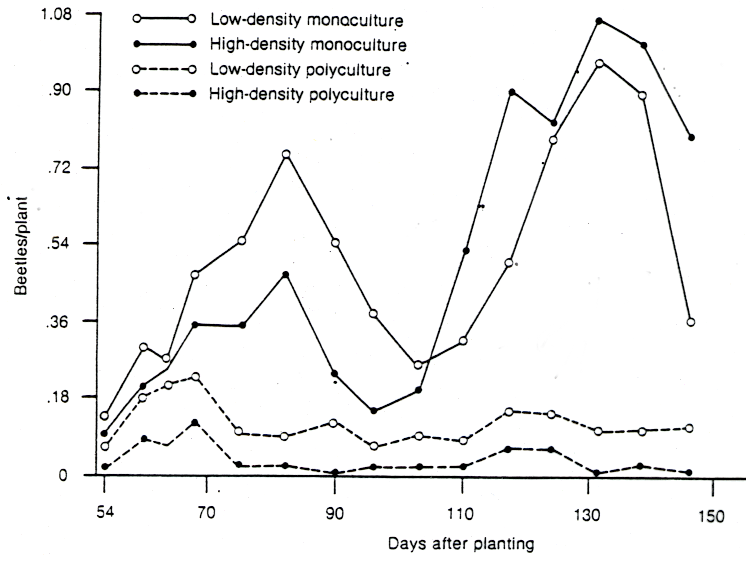 1.08
.90
.72
.54
.36
.18
0
Beetles/plant
Low-density monoculture
High-density monoculture
Low-density polyculture
High-density polyculture
54 70 90 110 130 150
Days after planting